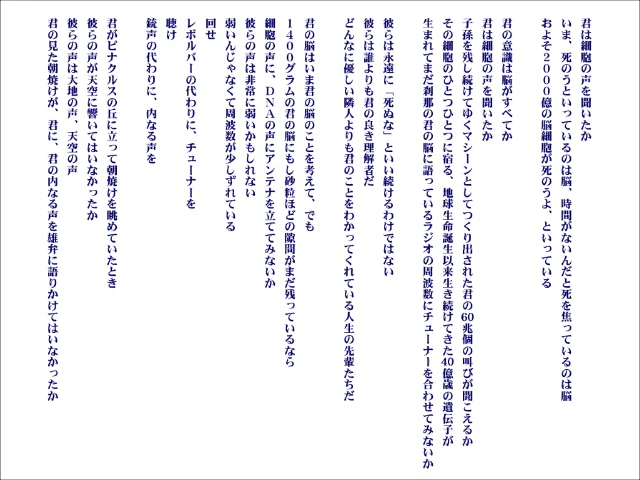 君は細胞の声を聞いたか
いま、死のうといっているのは脳、時間がないんだと死を焦っているのは脳
およそ2000億の脳細胞が死のうよ、といっている
君の意識は脳がすべてか
君は細胞の声を聞いたか
子孫を残し続けてゆくマシーンとしてつくり出された君の60兆個の叫びが聞こえるか
その細胞のひとつひとつに宿る、地球生命誕生以来生き続けてきた40億歳の遺伝子が
生まれてまだ刹那の君の脳に語っているラジオの周波数にチューナーを合わせてみないか
彼らは永遠に「死ぬな」といい続けるわけではない
彼らは誰よりも君の良き理解者だ
どんなに優しい隣人よりも君のことをわかってくれている人生の先輩たちだ
君の脳はいま君の脳のことを考えて、でも
1400グラムの君の脳にもし砂粒ほどの隙間がまだ残っているなら
細胞の声に、DNAの声にアンテナを立ててみないか
彼らの声は非常に弱いかもしれない
弱いんじゃなくて周波数が少しずれている
回せ
レボルバーの代わりに、チューナーを
聴け
銃声の代わりに、内なる声を
君がピナクルスの丘に立って朝焼けを眺めていたとき
彼らの声が天空に響いてはいなかったか
彼らの声は大地の声、天空の声
君の見た朝焼けが、君に、君の内なる声を雄弁に語りかけてはいなかったか